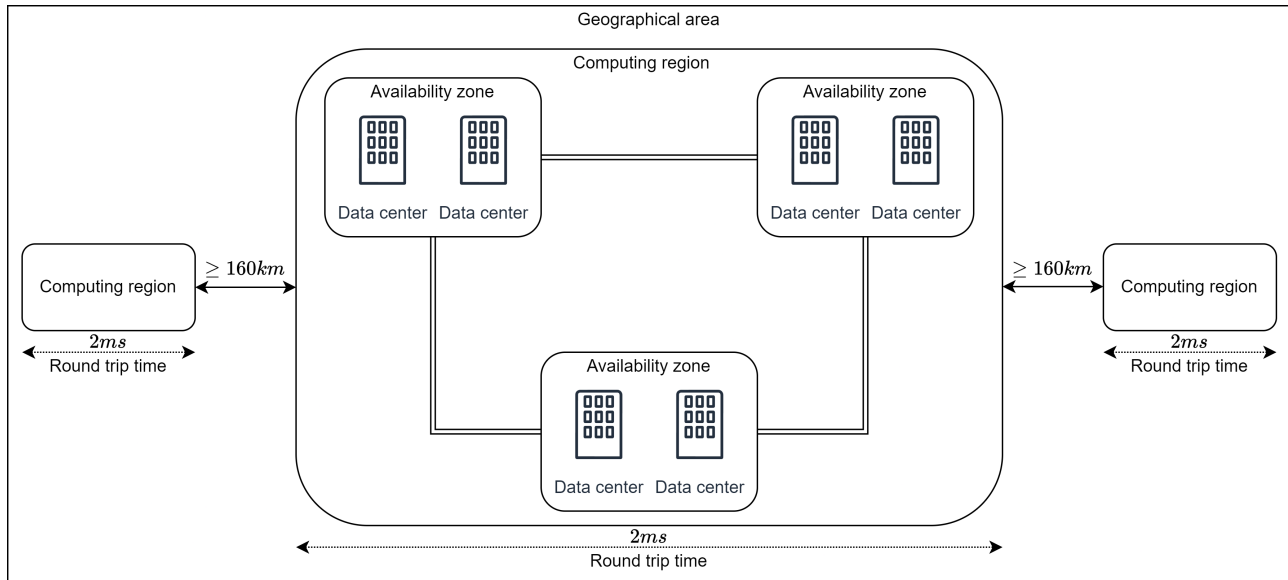 Geographical area
Computing region
Availability zone
Availability zone
Data center
Data center
Data center
Data center
≥ 160km
≥ 160km
Computing region
Computing region
2ms
Round trip time
2ms
Round trip time
Availability zone
Data center
Data center
2ms
Round trip time